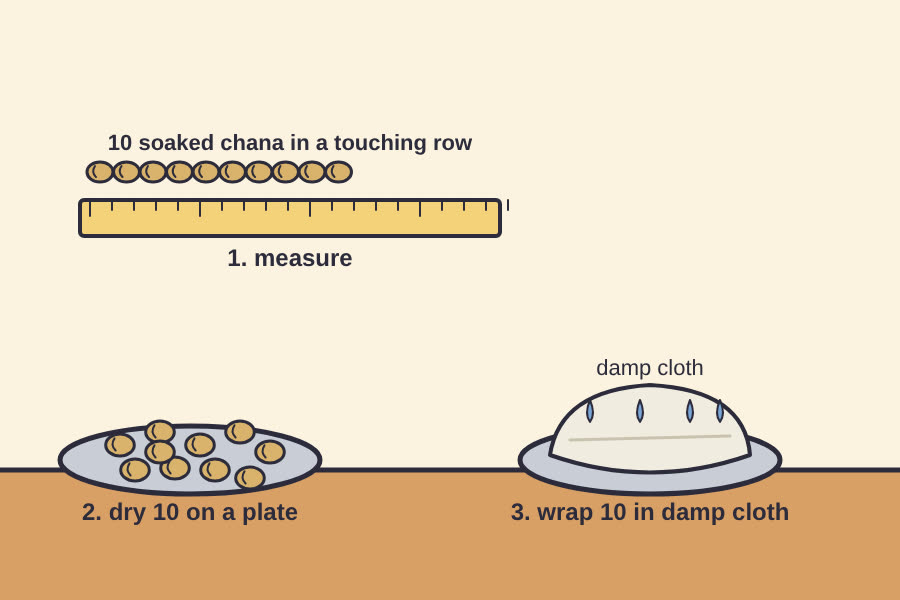 10 soaked chana in a touching row
1. measure
damp cloth
2. dry 10 on a plate
3. wrap 10 in damp cloth